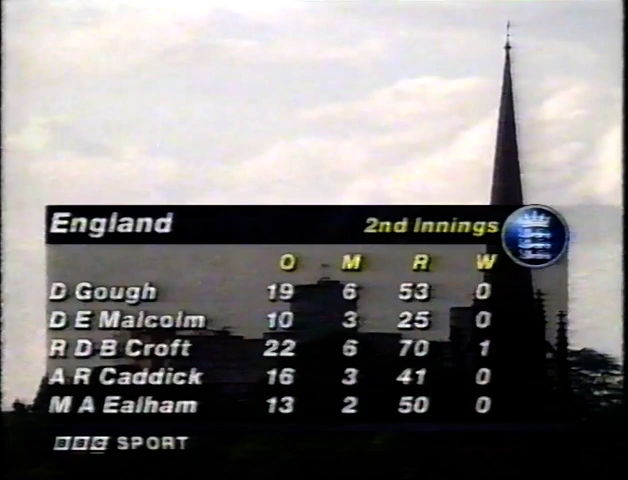 England 2nd Innings
O M R W
D Gough 19 6 53 0
D E Malcolm 10 3 25 0
R D B Croft 22 6 70 1
A R Caddick 16 3 41 0
M A Ealham 13 2 50 0
BBC SPORT